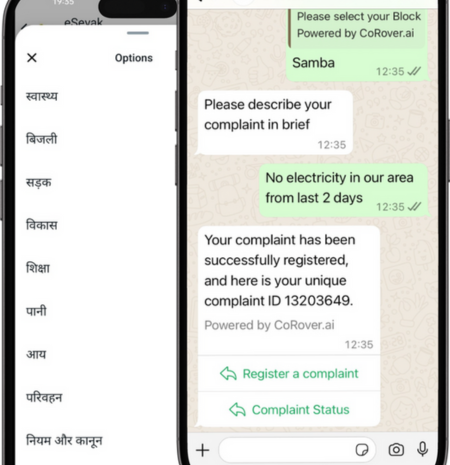 19:35
eSevak
Options
स्वास्थ्य
बिजली
सड़क
विकास
शिक्षा
पानी
आय
परिवहन
नियम और कानून
Please select your Block
Powered by CoRover.ai
Samba
12:35
Please describe your
complaint in brief
12:35
No electricity in our area
from last 2 days
12:35
Your complaint has been
successfully registered,
and here is your unique
complaint ID 13203649.
Powered by CoRover.ai
12:35
Register a complaint
Complaint Status